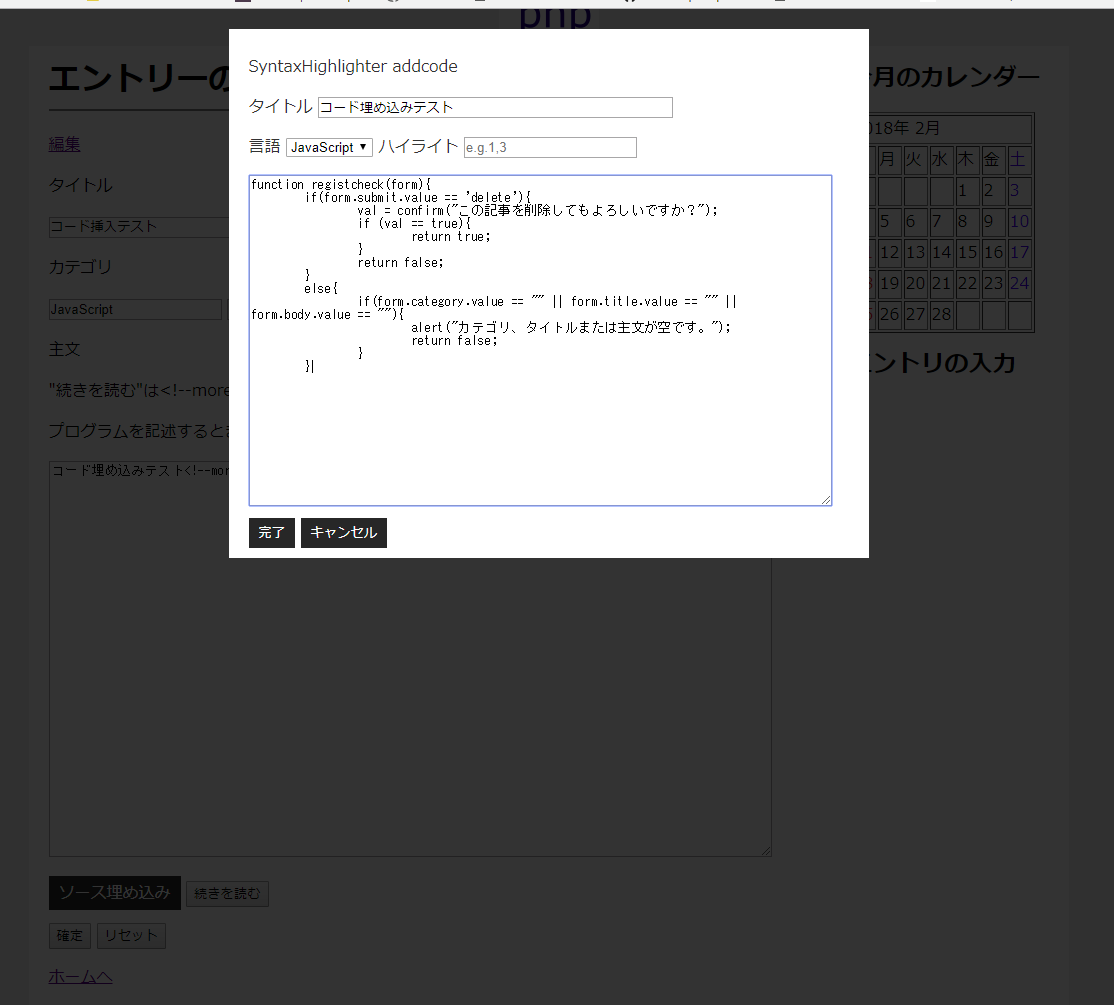 php
エントリーの
SyntaxHighlighter addcode
タイトル コード埋め込みテスト
言語 JavaScript ハイライト e.g.1,3
function registcheck(form){
if(form.submit.value == 'delete'){
val = confirm("この記事を削除してもよろしいですか？");
if (val == true){
return true;
}
return false;
}
else{
if(form.category.value == "" || form.title.value == "" ||
form.body.value == ""){
alert("カテゴリ、タイトルまたは主文が空です。");
return false;
}
}
完了 キャンセル
編集
タイトル
コード挿入テスト
カテゴリ
JavaScript
主文
"続きを読む"は<!--more
プログラムを記述すると
コード埋め込みテスト<!--mor
ソース埋め込み 続きを読む
確定 リセット
ホームへ
月のカレンダー
018年 2月
月 火 水 木 金 土
1 2 3
5 6 7 8 9 10
12 13 14 15 16 17
19 20 21 22 23 24
26 27 28
ントリの入力